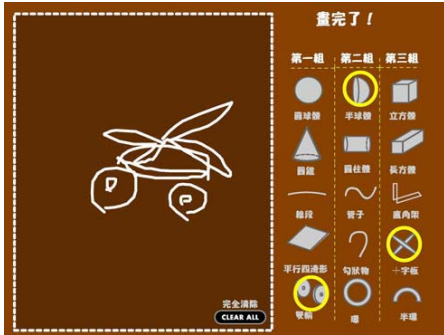 畫完了！
第一組 第二組 第三組
圓球體 半球體 立方體
圓錐 圓柱體 長方體
線段 管子 直角架
平行四邊形 勾狀物 十字板
雙輪 環 半環
完全清除
CLEAR ALL